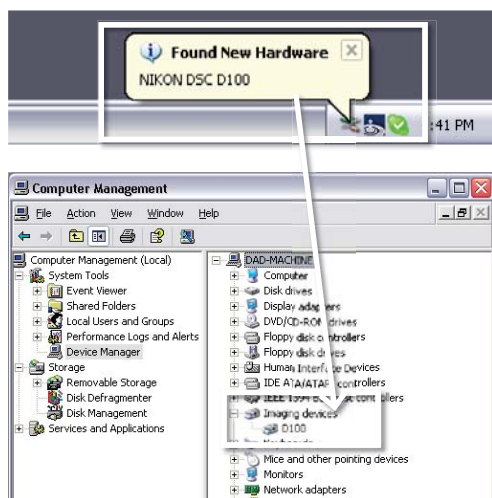 Found New Hardware
NIKON DSC D100
:41 PM
Computer Management
File Action View Window Help
Computer Management (Local)
System Tools
Event Viewer
Shared Folders
Local Users and Groups
Performance Logs and Alerts
Device Manager
Storage
Removable Storage
Disk Defragmenter
Disk Management
Services and Applications
DAD-MACHINE
Computer
Disk drives
Display adapters
DVD/CD-ROM drives
Floppy disk controllers
Floppy disk drives
Human Interface Devices
IDE ATA/ATAPI controllers
IEEE 1394 Bus host controllers
Imaging devices
D100
Keyboards
Mice and other pointing devices
Monitors
Network adapters